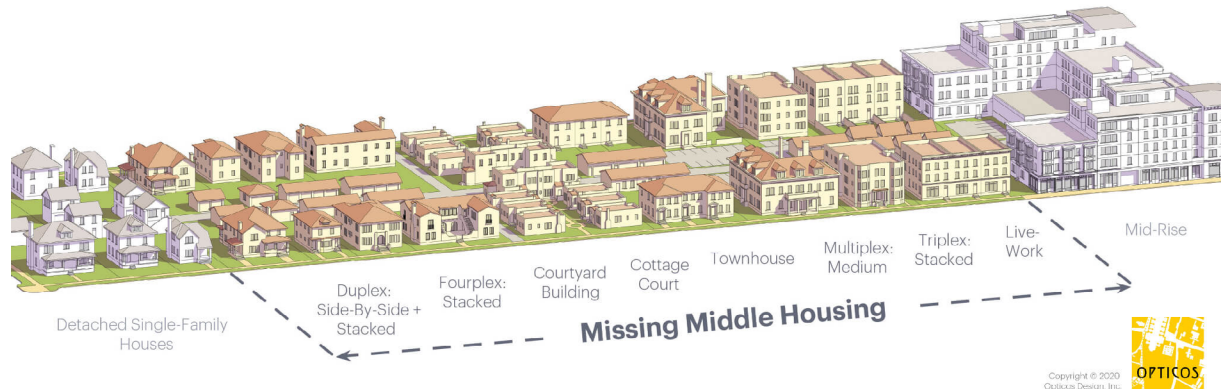 Detached Single-Family
Houses
Duplex:
Side-By-Side +
Stacked
Fourplex:
Stacked
Courtyard
Building
Cottage
Court
Townhouse
Multiplex:
Medium
Triplex:
Stacked
Live-
Work
Mid-Rise
Missing Middle Housing
Copyright © 2020
Opticos Design, Inc.
OPTICOS